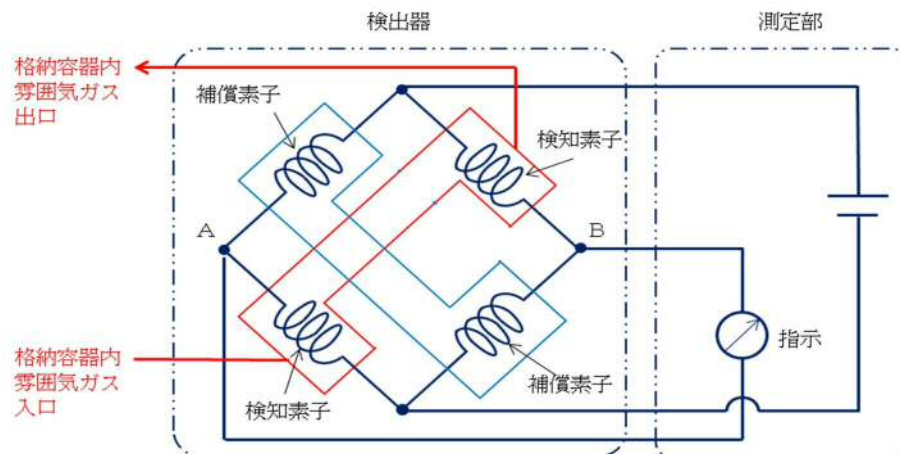 検出器
測定部
格納容器内
雰囲気ガス
出口
補償素子
検知素子
A
B
指示
格納容器内
雰囲気ガス
入口
検知素子
補償素子